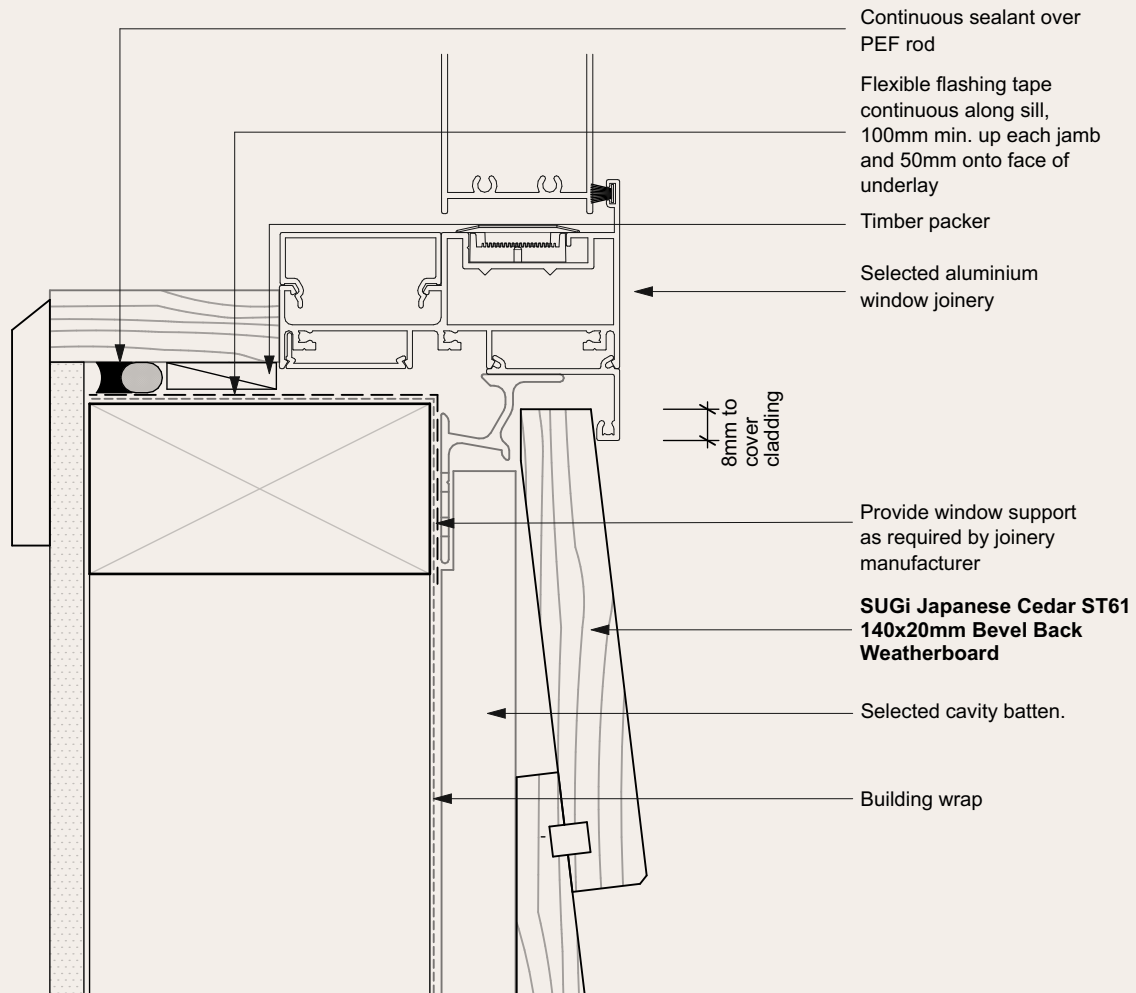 Continuous sealant over
PEF rod
Flexible flashing tape
continuous along sill,
100mm min. up each jamb
and 50mm onto face of
underlay
Timber packer
Selected aluminium
window joinery
8mm to
cover
cladding
Provide window support
as required by joinery
manufacturer
SUGi Japanese Cedar ST61
140x20mm Bevel Back
Weatherboard
Selected cavity batten.
Building wrap